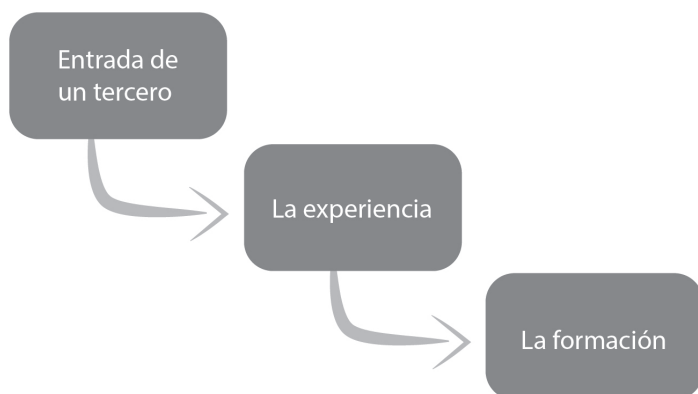 Entrada de
un tercero
La experiencia
La formación